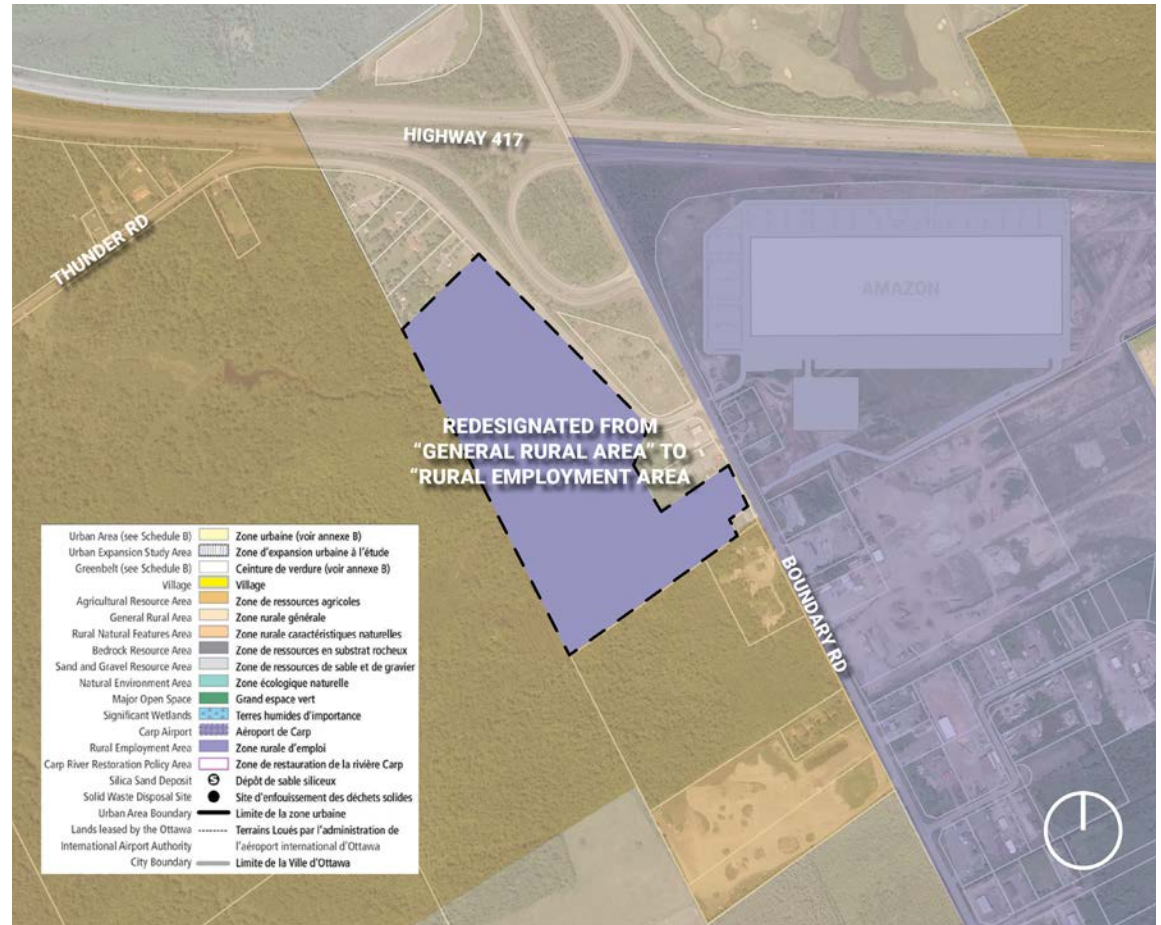 HIGHWAY 417
THUNDER RD
AMAZON
REDESIGNATED FROM
“GENERAL RURAL AREA” TO
“RURAL EMPLOYMENT AREA
BOUNDARY RD
Urban Area (see Schedule B) Zone urbaine (voir annexe B)
Urban Expansion Study Area Zone d'expansion urbaine à l'étude
Greenbelt (see Schedule B) Ceinture de verdure (voir annexe B)
Village Village
Agricultural Resource Area Zone de ressources agricoles
General Rural Area Zone rurale générale
Rural Natural Features Area Zone rurale caractéristiques naturelles
Bedrock Resource Area Zone de ressources en substrat rocheux
Sand and Gravel Resource Area Zone de ressources de sable et de gravier
Natural Environment Area Zone écologique naturelle
Major Open Space Grand espace vert
Significant Wetlands Terres humides d'importance
Carp Airport Aéroport de Carp
Rural Employment Area Zone rurale d'emploi
Carp River Restoration Policy Area Zone de restauration de la rivière Carp
Silica Sand Deposit S Dépôt de sable siliceux
Solid Waste Disposal Site Site d'enfouissement des déchets solides
Urban Area Boundary Limite de la zone urbaine
Lands leased by the Ottawa Terrains Loués par l'administration de
International Airport Authority l'aéroport international d'Ottawa
City Boundary Limite de la Ville d'Ottawa